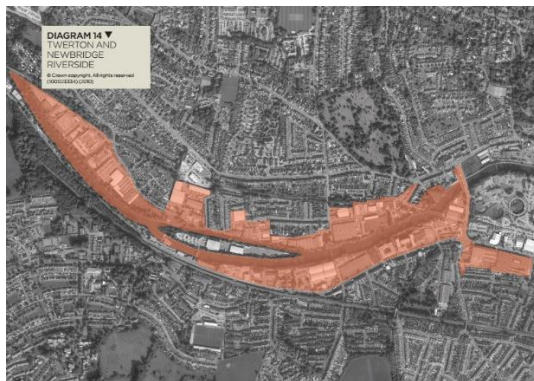 DIAGRAM 14 ▼
TWERTON AND
NEWBRIDGE
RIVERSIDE
© Crown copyright. All rights reserved